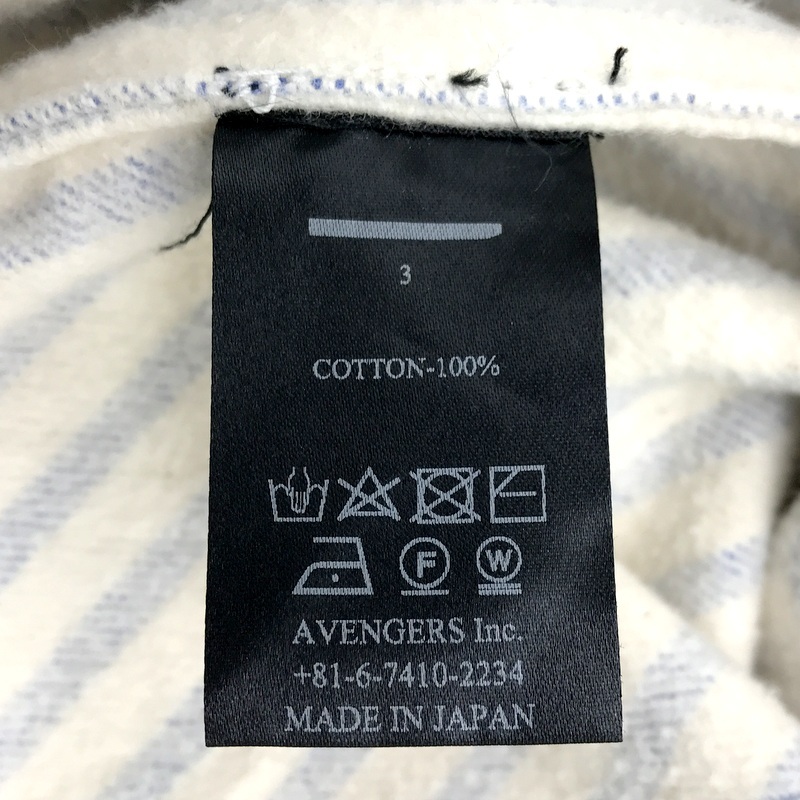 3
COTTON-100%
F W
AVENGERS Inc.
+81-6-7410-2234
MADE IN JAPAN